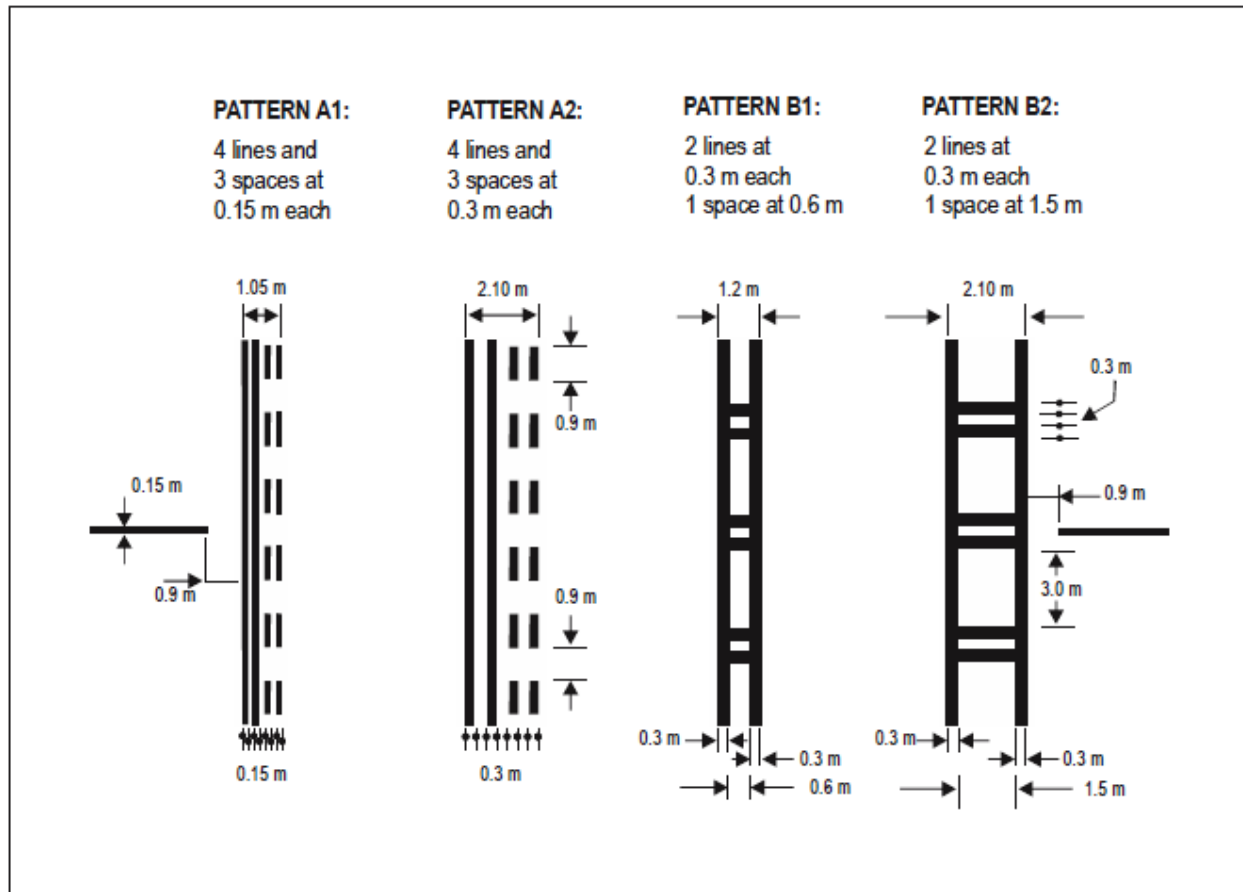 PATTERN A1:
4 lines and
3 spaces at
0.15 m each
PATTERN A2:
4 lines and
3 spaces at
0.3 m each
PATTERN B1:
2 lines at
0.3 m each
1 space at 0.6 m
PATTERN B2:
2 lines at
0.3 m each
1 space at 1.5 m
1.05 m
2.10 m
1.2 m
2.10 m
0.3 m
0.9 m
0.15 m
0.9 m
0.9 m
0.9 m
3.0 m
0.15 m
0.3 m
0.3 m
0.3 m
0.6 m
0.3 m
0.3 m
1.5 m